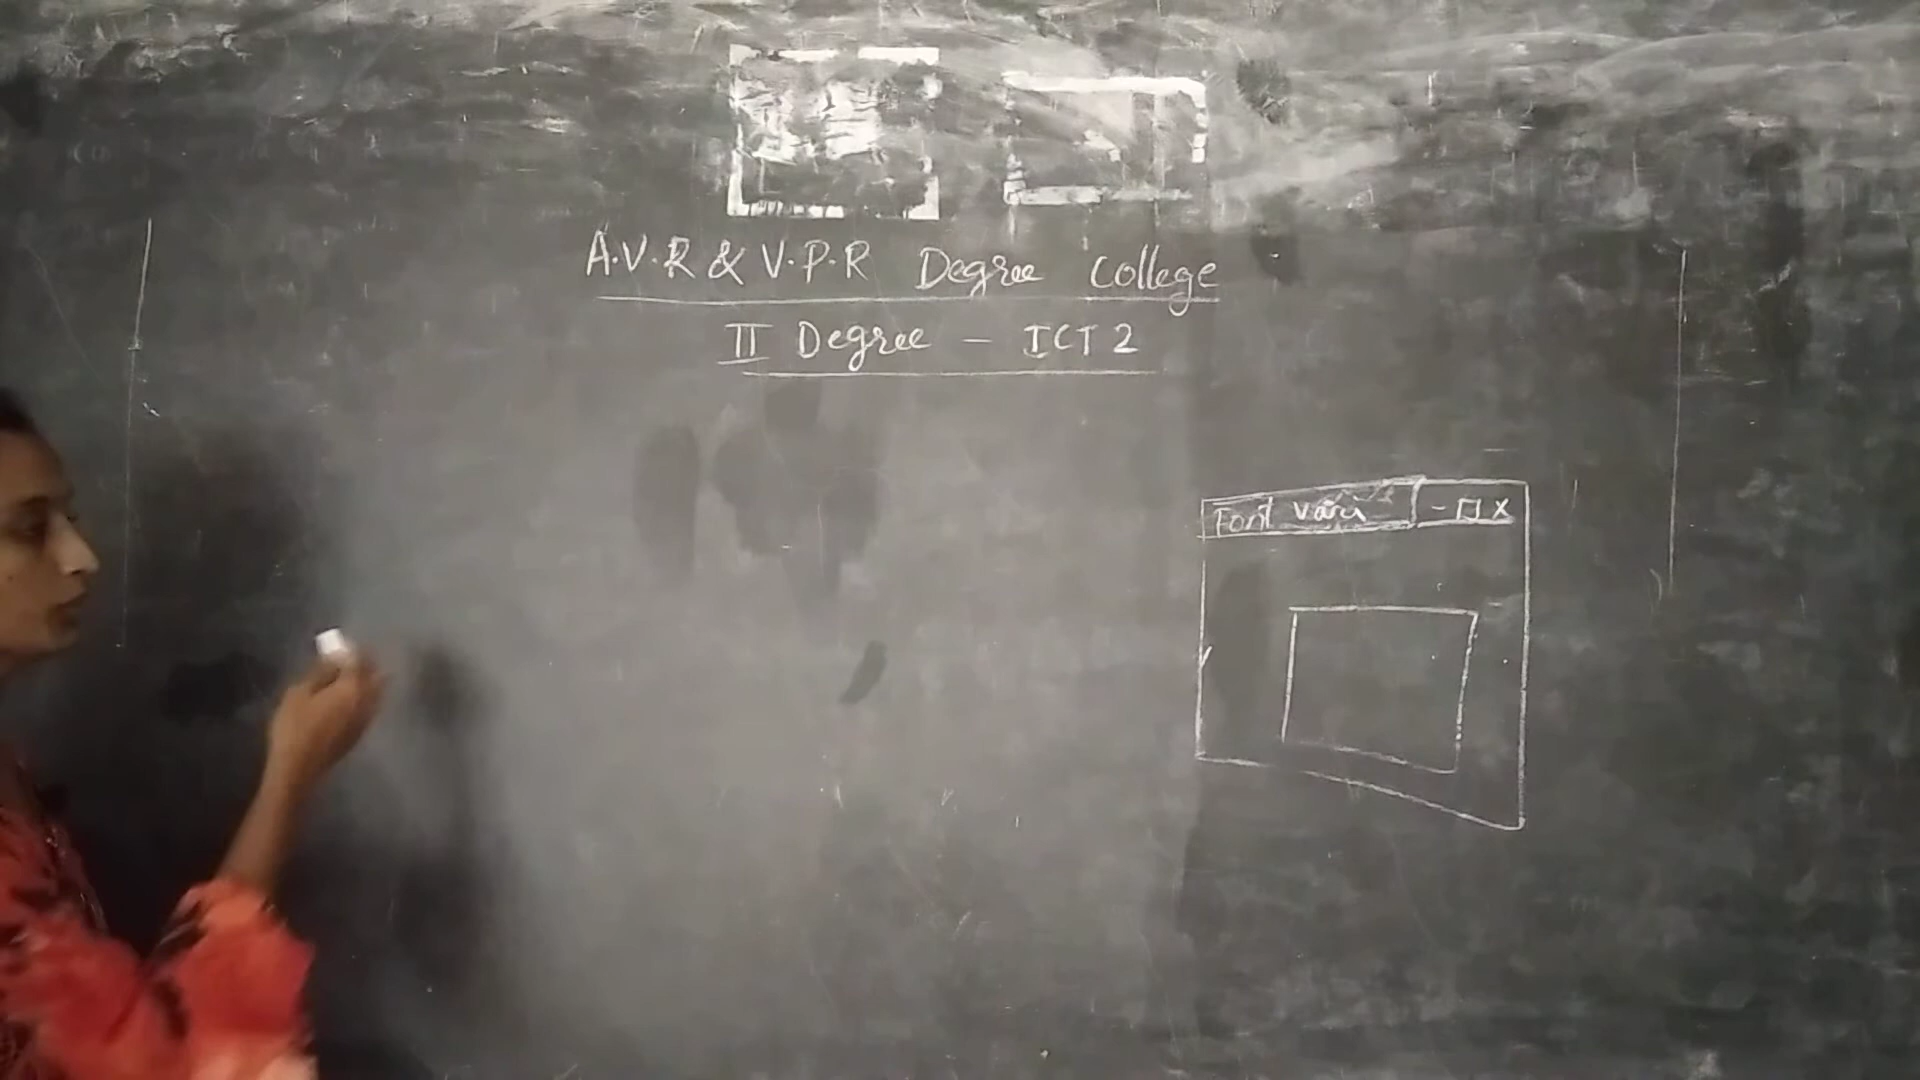 A.V.R & V.P.R Degree College
II Degree - ICT 2
Font vari - □ X